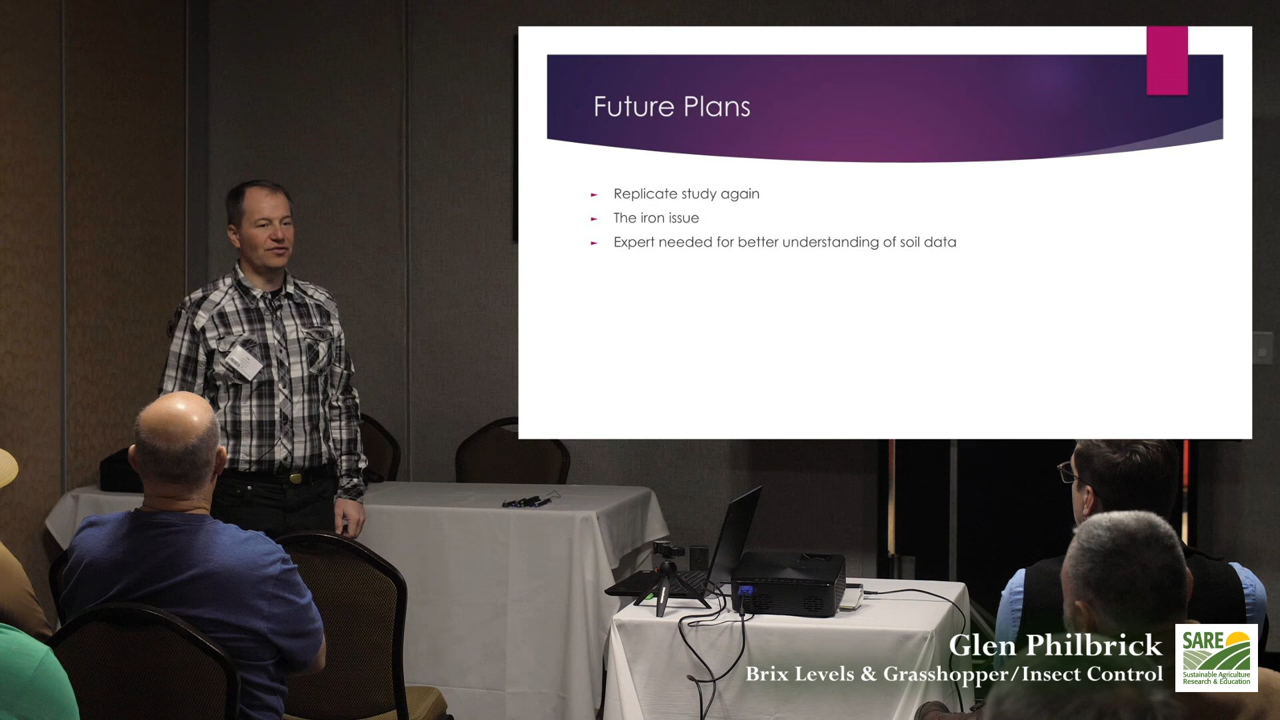 Future Plans
► Replicate study again
► The iron issue
► Expert needed for better understanding of soil data
Glen Philbrick
Brix Levels & Grasshopper/Insect Control
SARE
Sustainable Agriculture
Research & Education